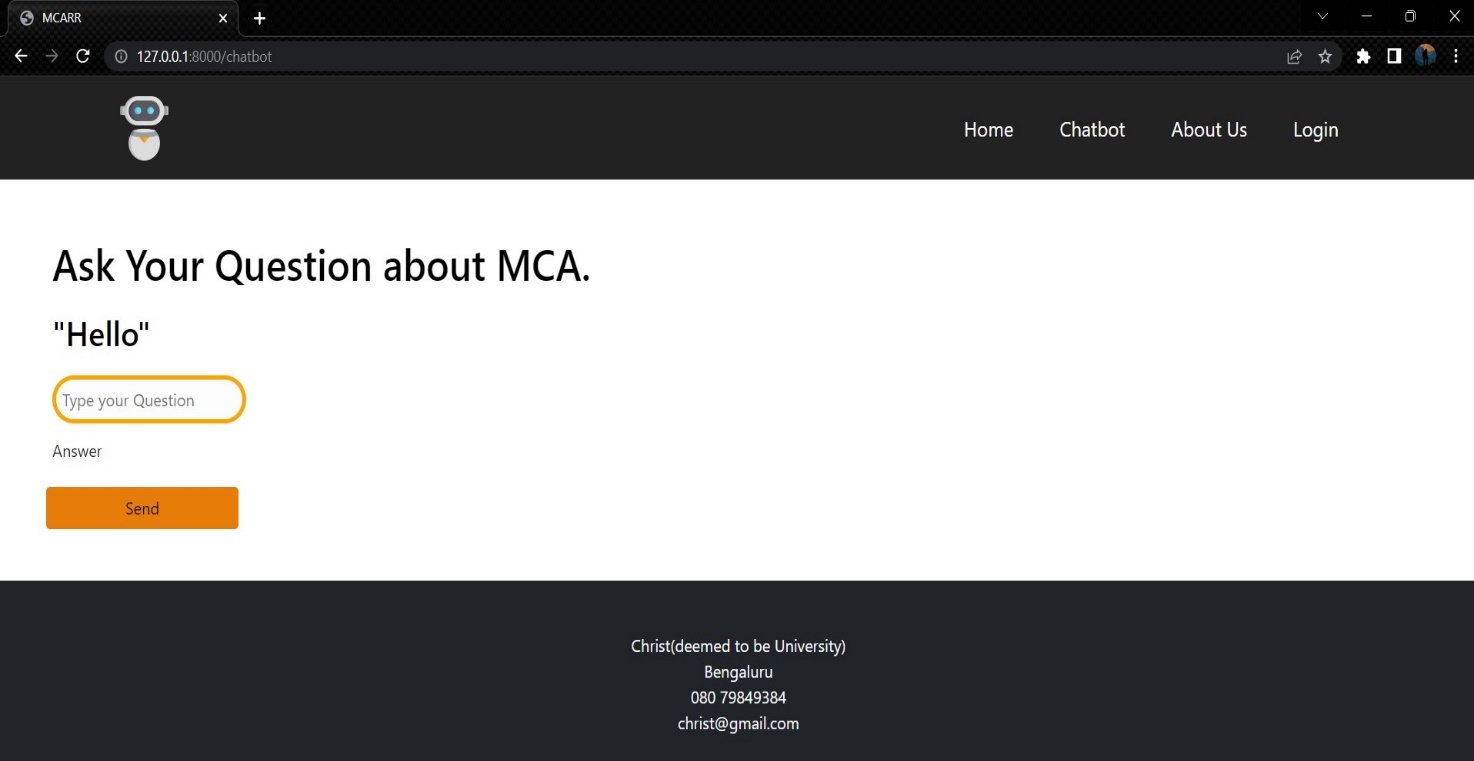 MCARR
127.0.0.1:8000/chatbot
Home Chatbot About Us Login
Ask Your Question about MCA.
"Hello"
Type your Question
Answer
Send
Christ(deemed to be University)
Bengaluru
080 79849384
christ@gmail.com